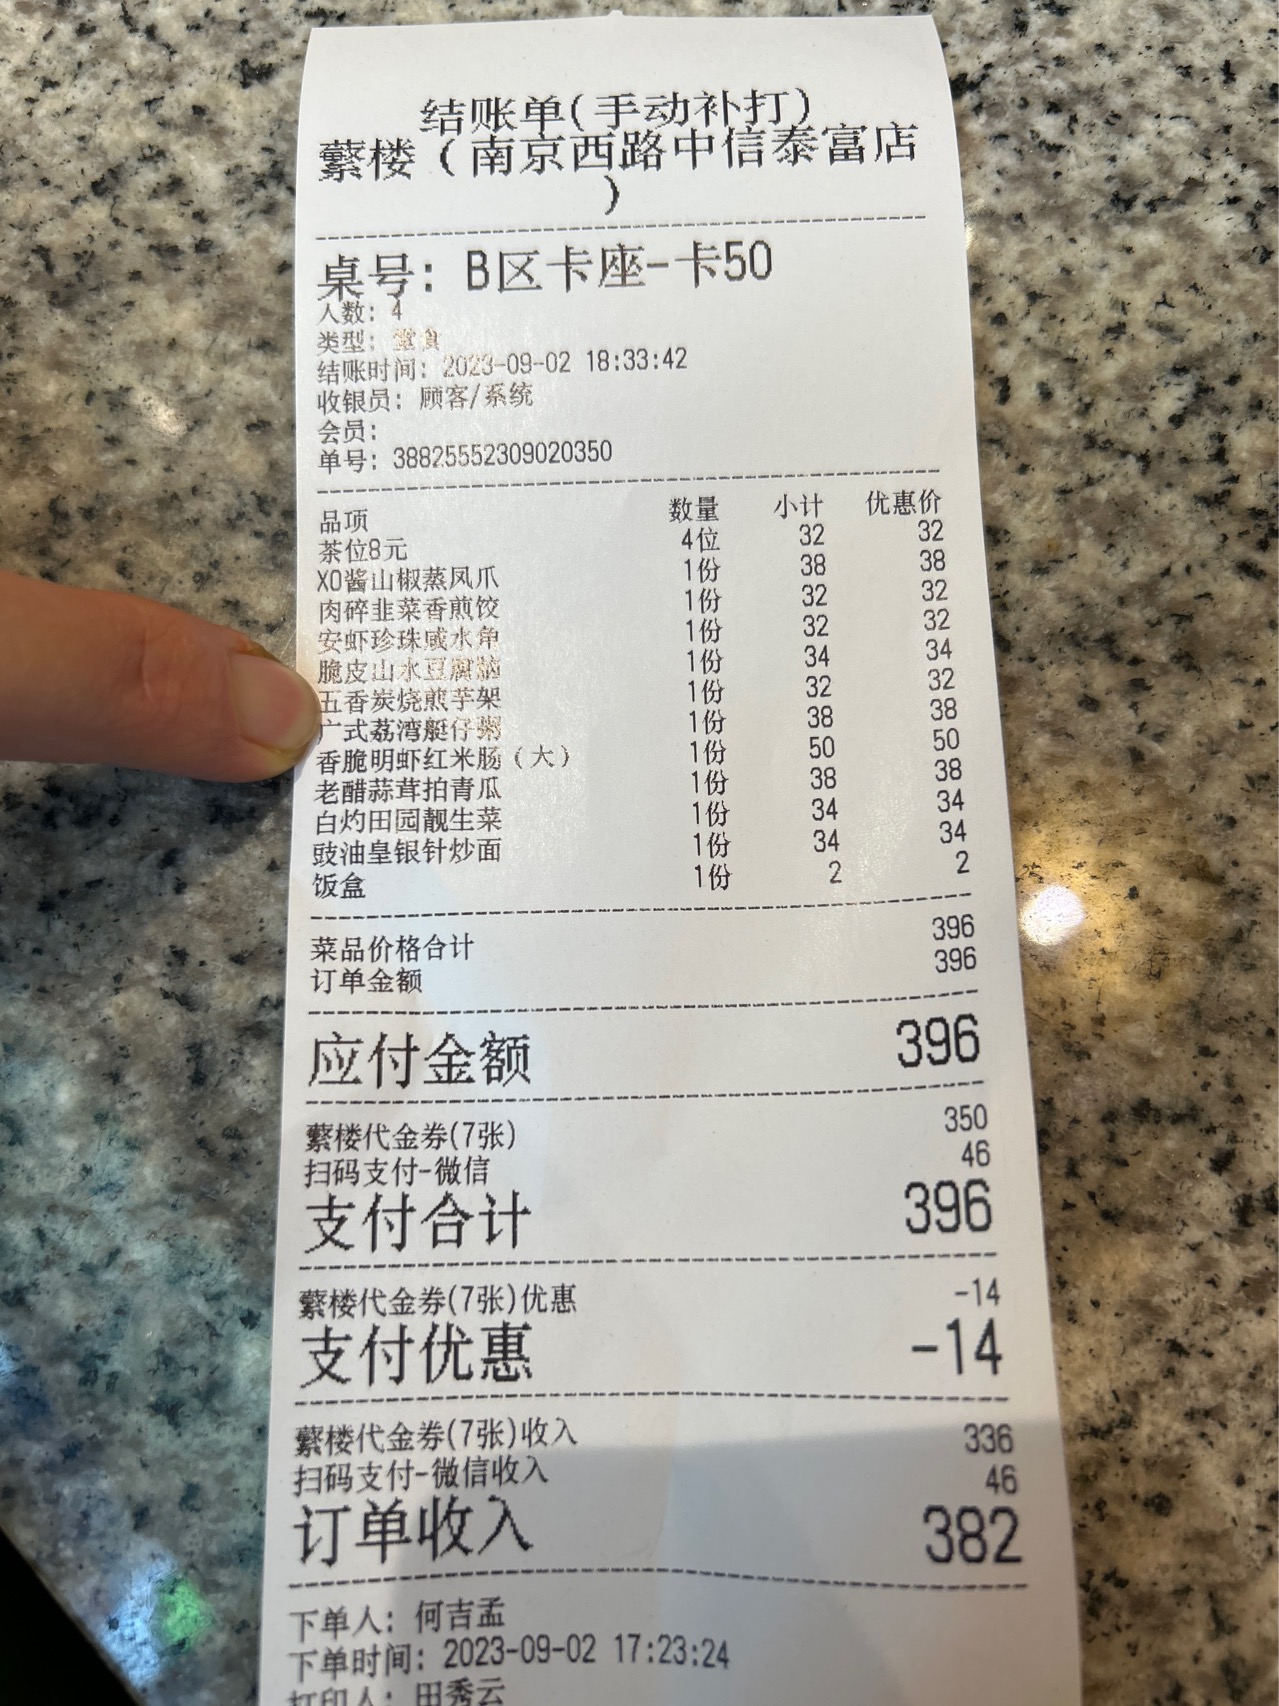 结账单(手动补打)
蘩楼（南京西路中信泰富店
）
桌号: B区卡座-卡50
人数: 4
类型: 堂食
结账时间: 2023-09-02 18:33:42
收银员: 顾客/系统
会员:
单号: 388255552309020350
品项 数量 小计 优惠价
茶位8元 4位 32 32
XO酱山椒蒸凤爪 1份 38 38
肉碎韭菜香煎饺 1份 32 32
安虾珍珠咸水角 1份 32 32
脆皮山水豆腐脑 1份 34 34
五香炭烧煎芋架 1份 32 32
广式荔湾艇仔粥 1份 38 38
香脆明虾红米肠（大） 1份 50 50
老醋蒜茸拍青瓜 1份 38 38
白灼田园靓生菜 1份 34 34
豉油皇银针炒面 1份 34 34
饭盒 1份 2 2
菜品价格合计 396
订单金额 396
应付金额 396
蘩楼代金券(7张) 350
扫码支付-微信 46
支付合计 396
蘩楼代金券(7张)优惠 -14
支付优惠 -14
蘩楼代金券(7张)收入 336
扫码支付-微信收入 46
订单收入 382
下单人: 何吉孟
下单时间: 2023-09-02 17:23:24
打印人: 田秀云